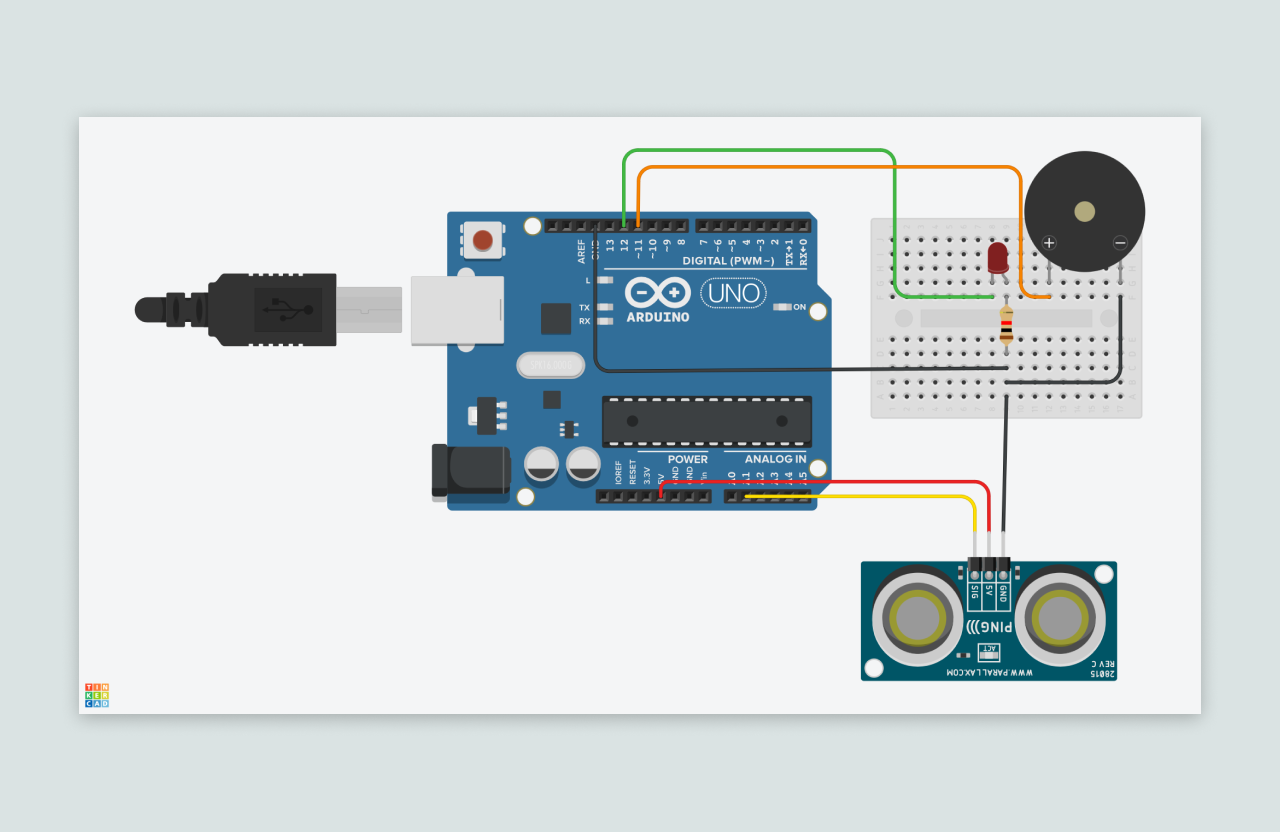 AREF
GND
13
12
~11
~10
~9
8
7
~6
~5
4
~3
2
TX→1
RX←0
DIGITAL (PWM~)
L
TX
RX
UNO
ON
ARDUINO
POWER
ANALOG IN
IOREF
RESET
3.3V
5V
GND
GND
Vin
A0
A1
A2
A3
A4
A5
+
−
SIG
5V
GND
PING)))
ACT
WWW.PARALLAX.COM
REV C
28015
TIN
KER
CAD